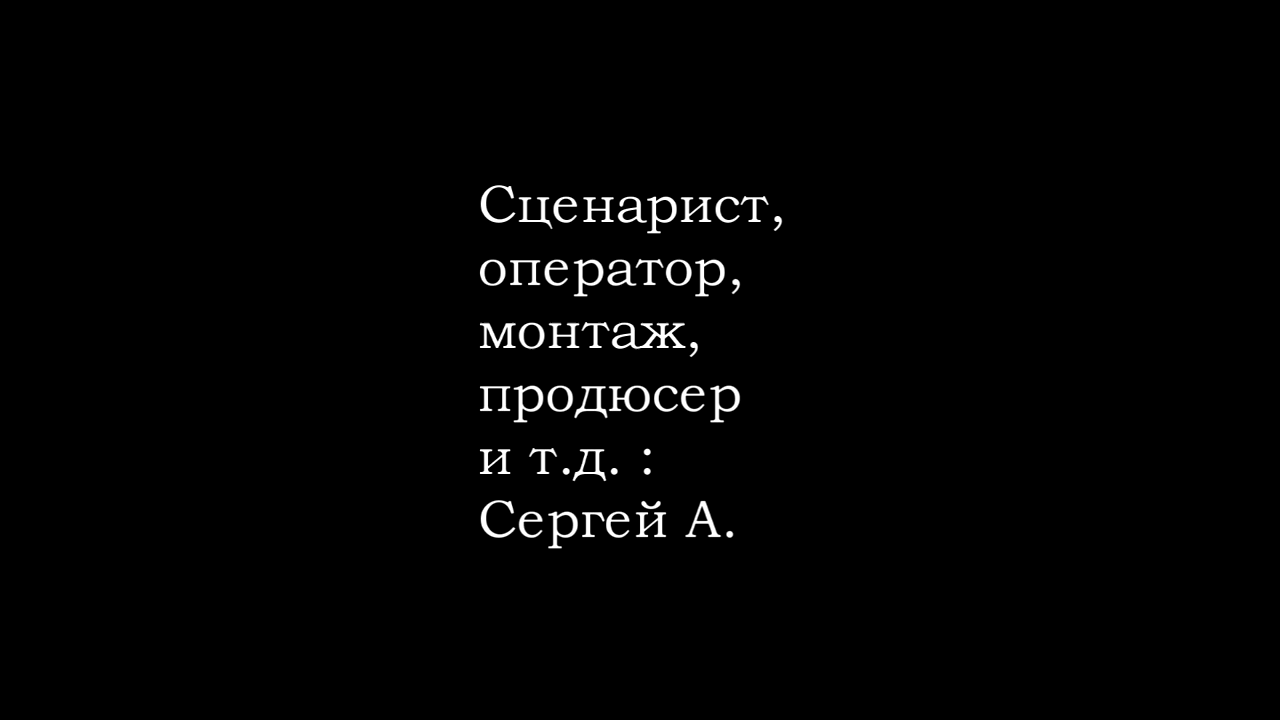 Сценарист,
оператор,
монтаж,
продюсер
и т.д. :
Сергей А.